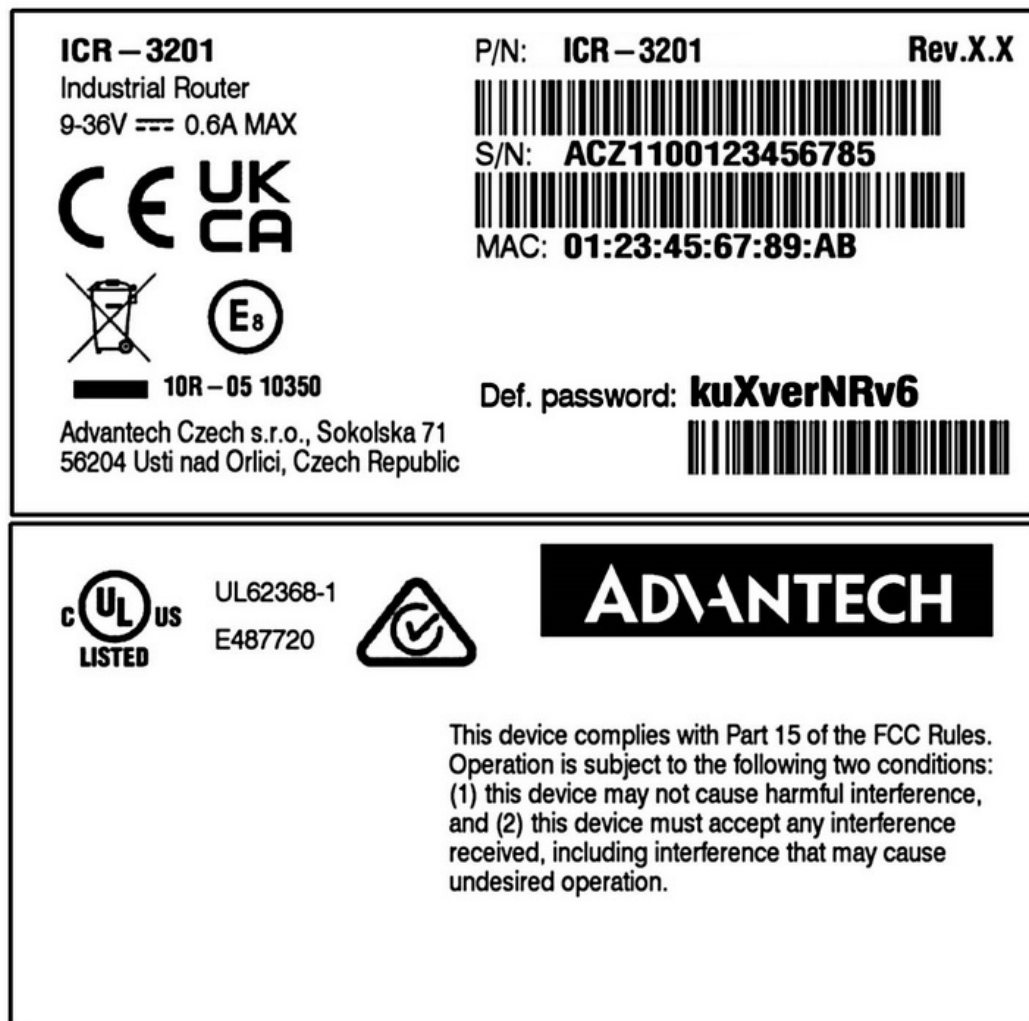 ICR – 3201
Industrial Router
9-36V ⎓ 0.6A MAX
CE UK CA
E8
10R – 05 10350
Advantech Czech s.r.o., Sokolska 71
56204 Usti nad Orlici, Czech Republic
P/N: ICR – 3201 Rev.X.X
S/N: ACZ1100123456785
MAC: 01:23:45:67:89:AB
Def. password: kuXverNRv6
C UL US
LISTED
UL62368-1
E487720
ADVANTECH
This device complies with Part 15 of the FCC Rules.
Operation is subject to the following two conditions:
(1) this device may not cause harmful interference,
and (2) this device must accept any interference
received, including interference that may cause
undesired operation.